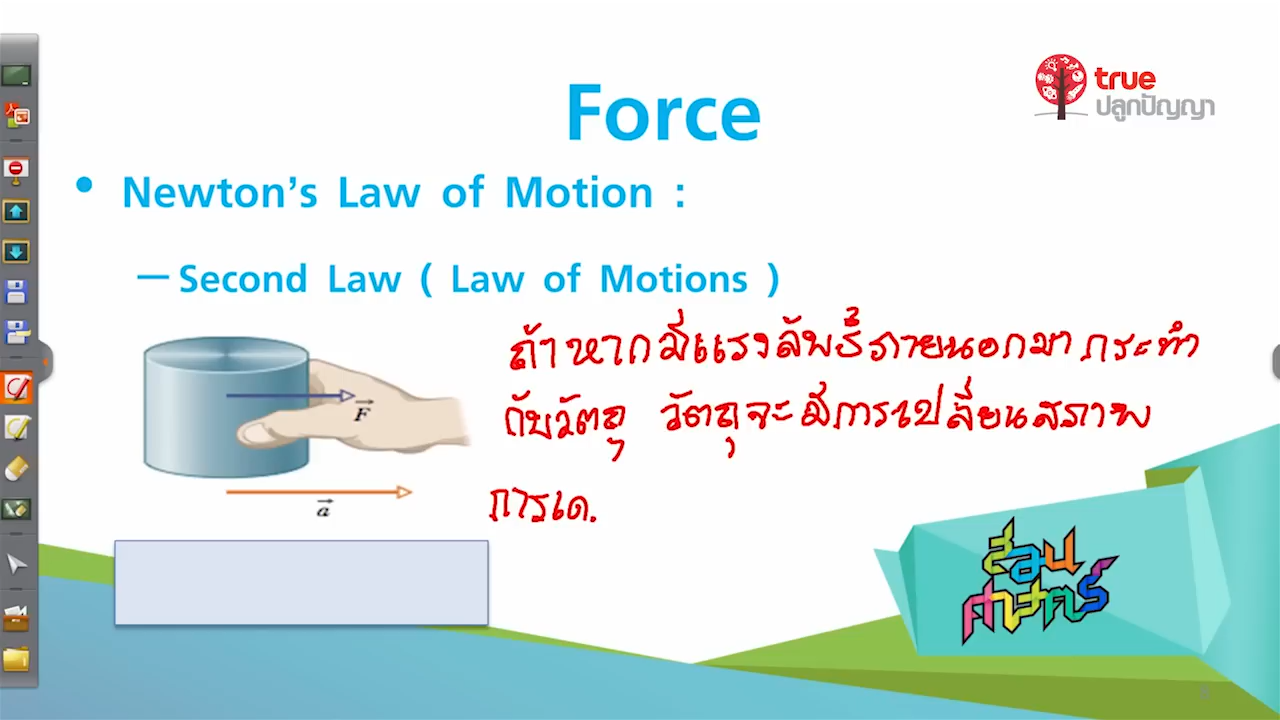 true
ปลูกปัญญา
Force
• Newton's Law of Motion :
– Second Law ( Law of Motions )
ถ้าหากมีแรงลัพธ์ภายนอกมากระทำ
กับวัตถุ วัตถุจะมีการเปลี่ยนสภาพ
การเค.
F
a
สอน
ศาสตร์